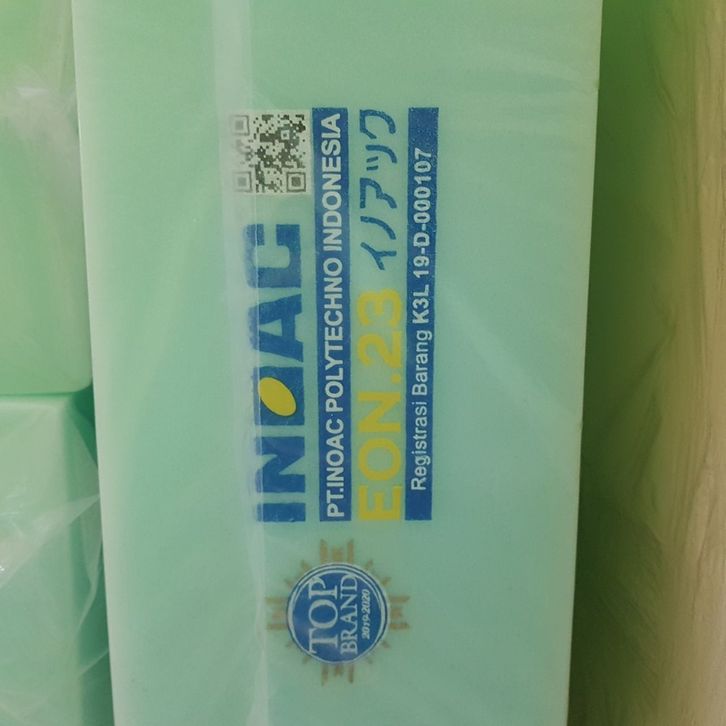 INOAC
PT.INOAC POLYTECHNO INDONESIA
EON.23 イノアック
Registrasi Barang K3L 19-D-000107
TOP
BRAND
2019-2020